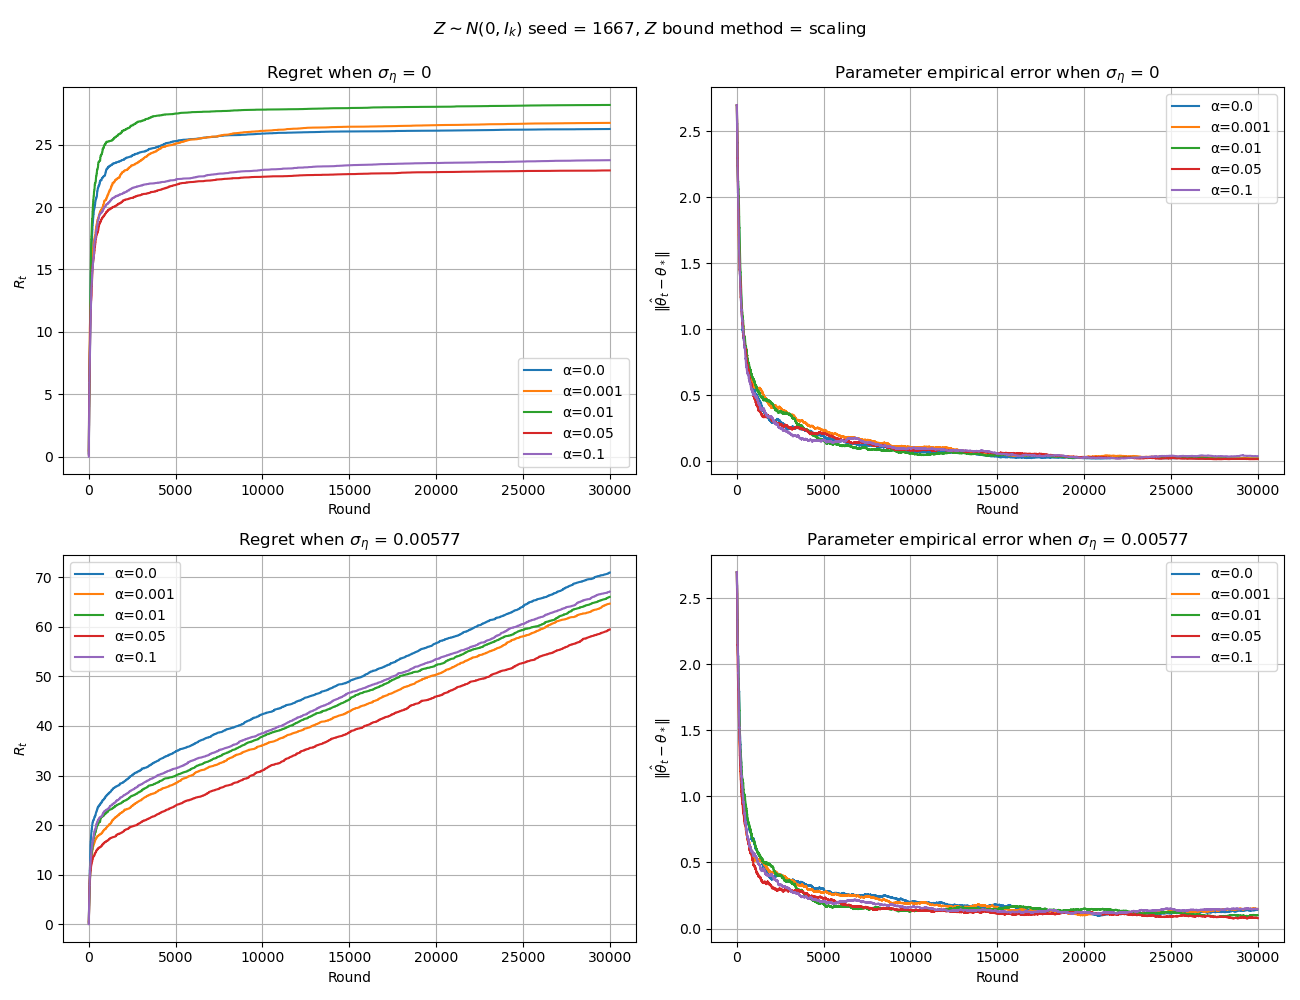 Z ∼ N(0, I_k) seed = 1667, Z bound method = scaling
Regret when σ_η = 0
R_t
25
20
15
10
5
0
0 5000 10000 15000 20000 25000 30000
Round
α=0.0
α=0.001
α=0.01
α=0.05
α=0.1
Parameter empirical error when σ_η = 0
‖θ̂_t − θ_*‖
2.5
2.0
1.5
1.0
0.5
0.0
0 5000 10000 15000 20000 25000 30000
Round
α=0.0
α=0.001
α=0.01
α=0.05
α=0.1
Regret when σ_η = 0.00577
R_t
70
60
50
40
30
20
10
0
0 5000 10000 15000 20000 25000 30000
Round
α=0.0
α=0.001
α=0.01
α=0.05
α=0.1
Parameter empirical error when σ_η = 0.00577
‖θ̂_t − θ_*‖
2.5
2.0
1.5
1.0
0.5
0.0
0 5000 10000 15000 20000 25000 30000
Round
α=0.0
α=0.001
α=0.01
α=0.05
α=0.1